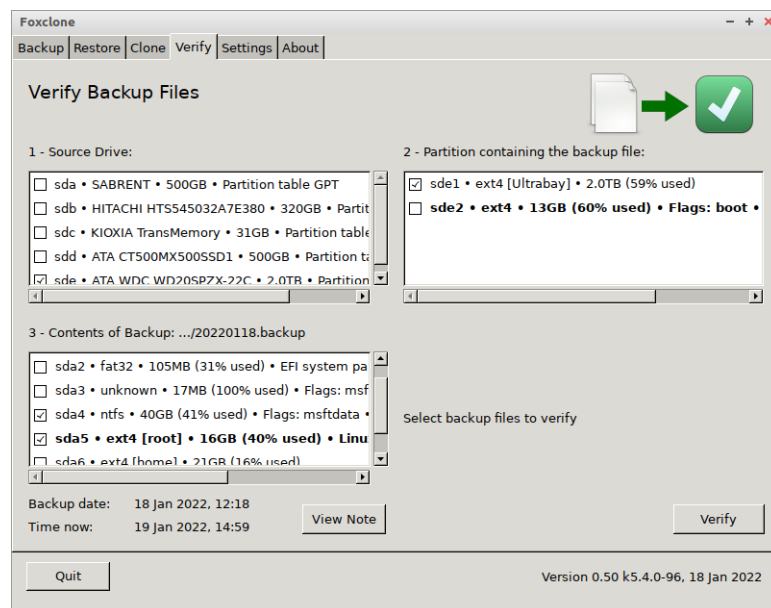 Foxclone
Backup Restore Clone Verify Settings About
Verify Backup Files
1 - Source Drive:
sda • SABRENT • 500GB • Partition table GPT
sdb • HITACHI HTS545032A7E380 • 320GB • Partit
sdc • KIOXIA TransMemory • 31GB • Partition table
sdd • ATA CT500MX500SSD1 • 500GB • Partition ta
sde • ATA WDC WD20SPZX-22C • 2.0TB • Partition
2 - Partition containing the backup file:
sde1 • ext4 [Ultrabay] • 2.0TB (59% used)
sde2 • ext4 • 13GB (60% used) • Flags: boot •
3 - Contents of Backup: .../20220118.backup
sda2 • fat32 • 105MB (31% used) • EFI system pa
sda3 • unknown • 17MB (100% used) • Flags: msf
sda4 • ntfs • 40GB (41% used) • Flags: msftdata •
sda5 • ext4 [root] • 16GB (40% used) • Linu
sda6 • ext4 [home] • 21GB (16% used)
Select backup files to verify
Backup date: 18 Jan 2022, 12:18
Time now: 19 Jan 2022, 14:59
View Note
Verify
Quit
Version 0.50 k5.4.0-96, 18 Jan 2022